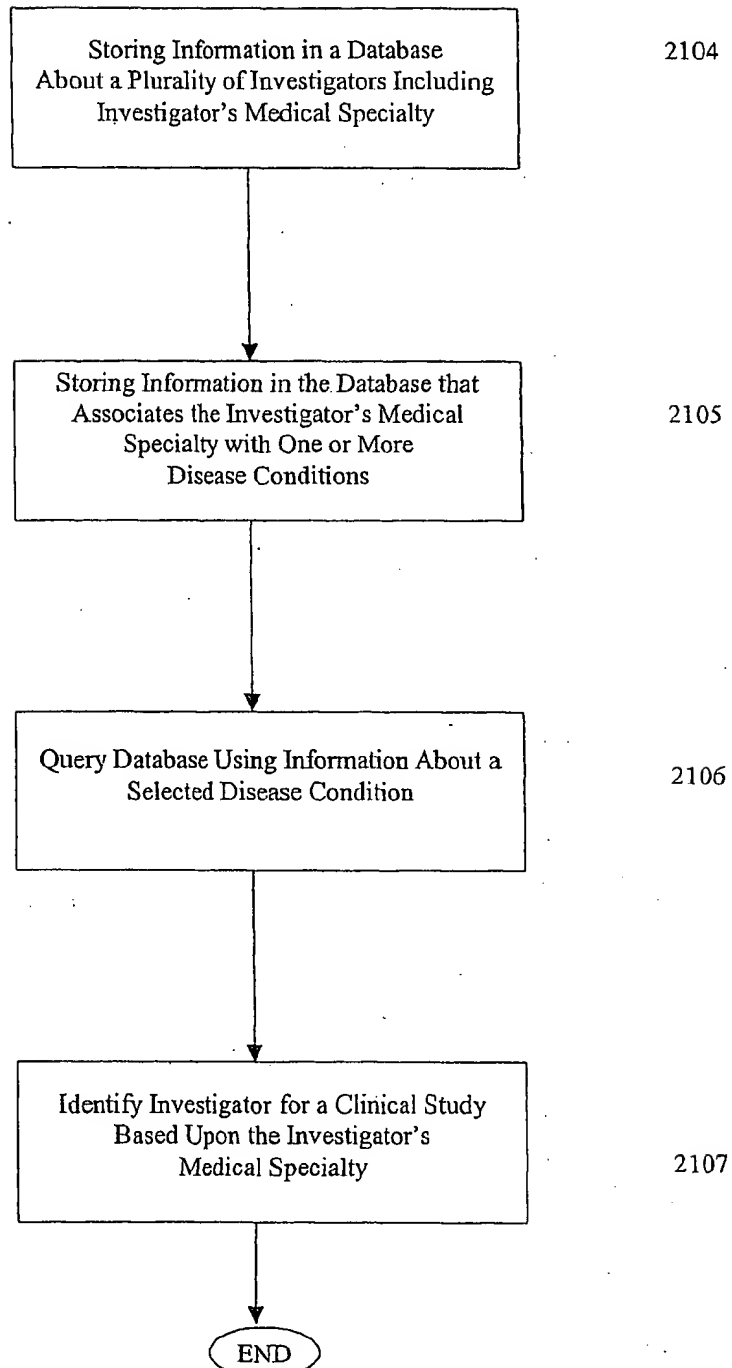 Storing Information in a Database
About a Plurality of Investigators Including
Investigator's Medical Specialty
2104
Storing Information in the Database that
Associates the Investigator's Medical
Specialty with One or More
Disease Conditions
2105
Query Database Using Information About a
Selected Disease Condition
2106
Identify Investigator for a Clinical Study
Based Upon the Investigator's
Medical Specialty
2107
END